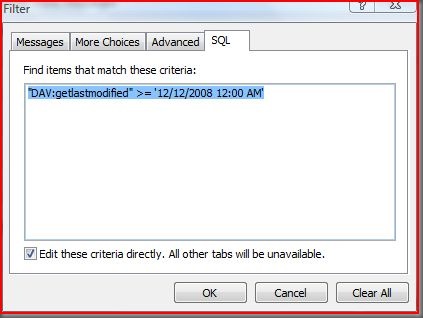 Filter
Messages More Choices Advanced SQL
Find items that match these criteria:
"DAV:getlastmodified" >= '12/12/2008 12:00 AM'
Edit these criteria directly. All other tabs will be unavailable.
OK Cancel Clear All